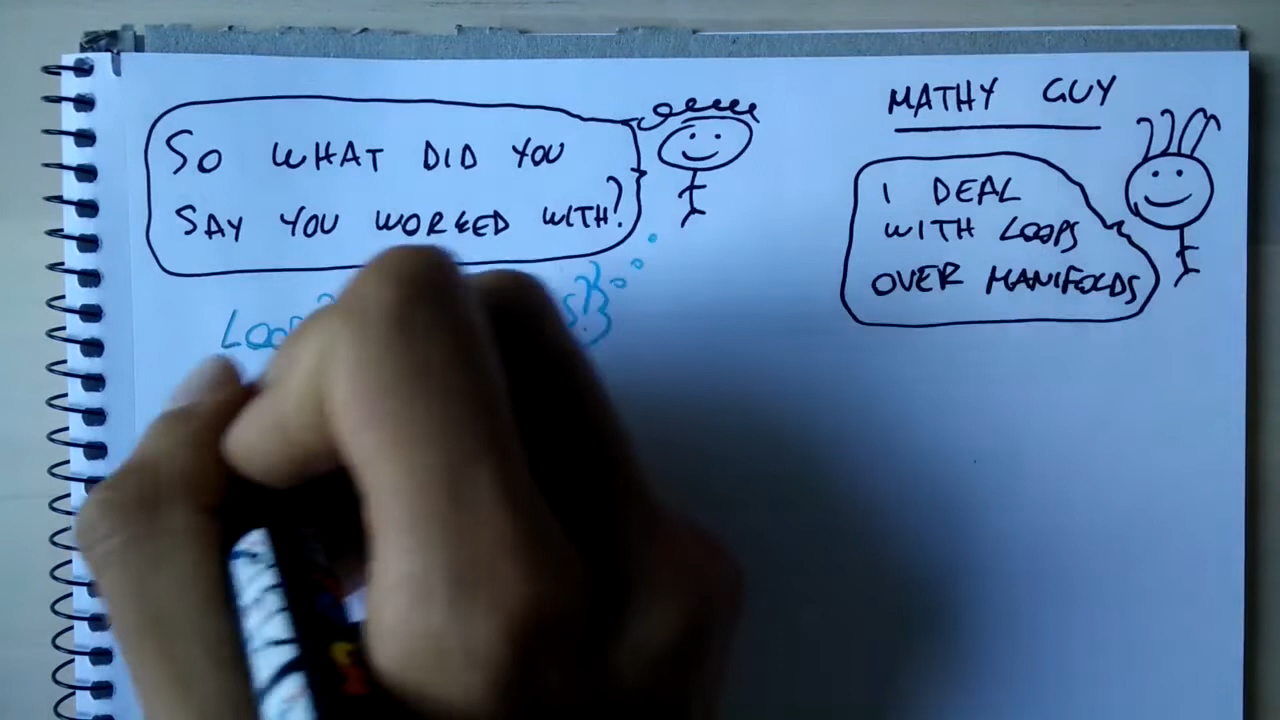 SO WHAT DID YOU
SAY YOU WORKED WITH?
MATHY GUY
I DEAL
WITH LOOPS
OVER MANIFOLDS